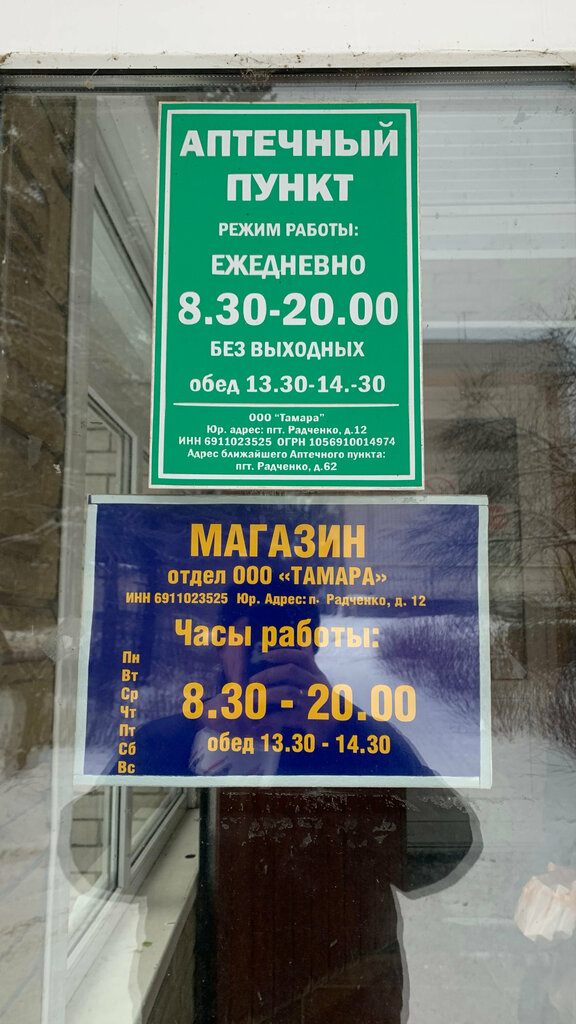 АПТЕЧНЫЙ
ПУНКТ
РЕЖИМ РАБОТЫ:
ЕЖЕДНЕВНО
8.30-20.00
БЕЗ ВЫХОДНЫХ
обед 13.30-14.-30
ООО "Тамара"
Юр. адрес: пгт. Радченко, д.12
ИНН 6911023525 ОГРН 1056910014974
Адрес ближайшего Аптечного пункта:
пгт. Радченко, д.62
МАГАЗИН
отдел ООО «ТАМАРА»
ИНН 6911023525 Юр. Адрес: п. Радченко, д. 12
Часы работы:
Пн
Вт
Ср
Чт
Пт
Сб
Вс
8.30 - 20.00
обед 13.30 - 14.30